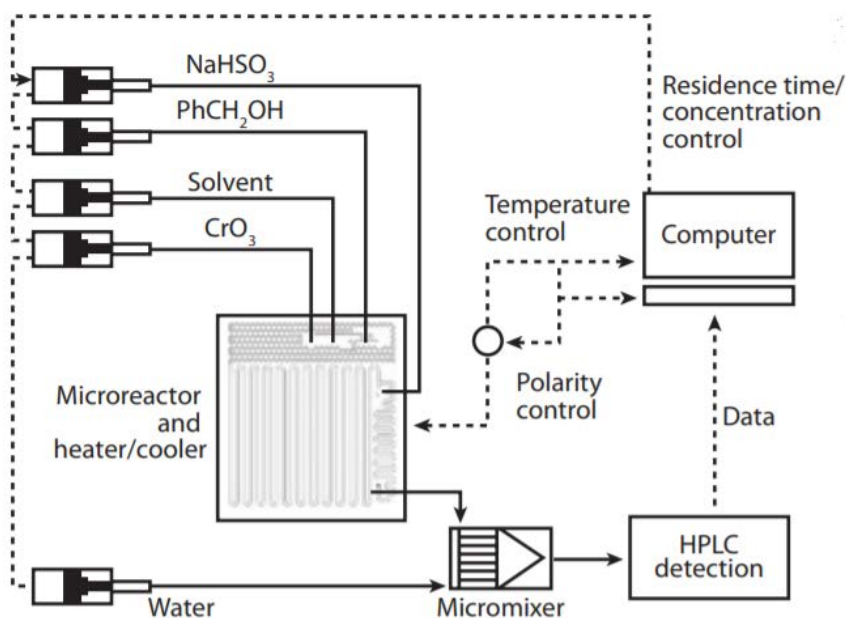 NaHSO₃
PhCH₂OH
Solvent
CrO₃
Residence time/
concentration
control
Temperature
control
Computer
Polarity
control
Microreactor
and
heater/cooler
Data
HPLC
detection
Water
Micromixer